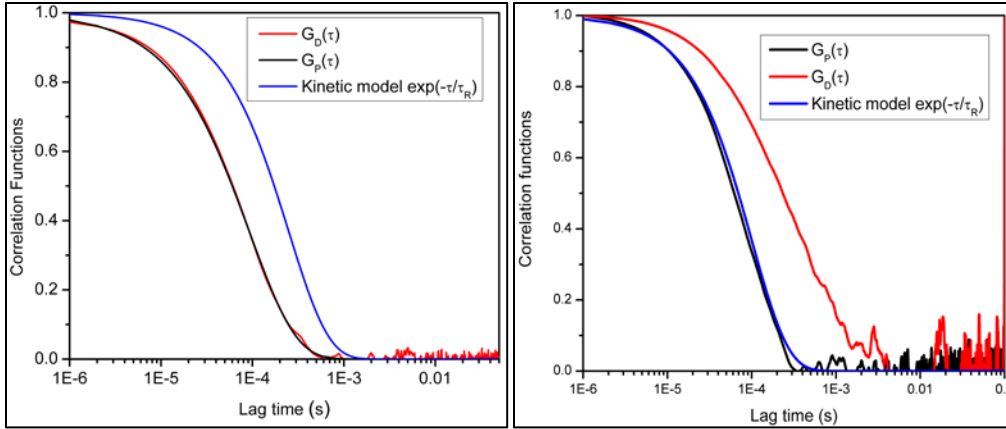 1.0
0.8
0.6
0.4
0.2
0.0
Correlation Functions
G_D(τ)
G_P(τ)
Kinetic model exp(-τ/τ_R)
1E-6 1E-5 1E-4 1E-3 0.01
Lag time (s)
1.0
0.8
0.6
0.4
0.2
0.0
Correlation functions
G_P(τ)
G_D(τ)
Kinetic model exp(-τ/τ_R)
1E-6 1E-5 1E-4 1E-3 0.01 0.
Lag time (s)